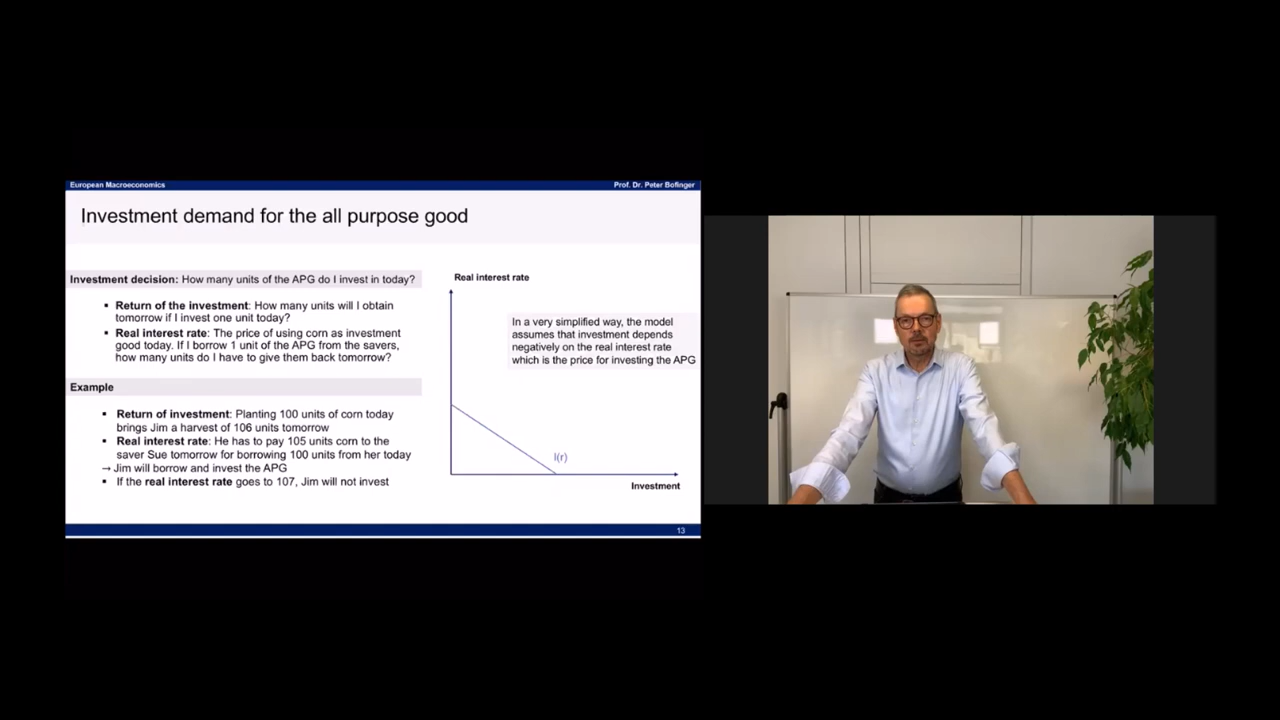 European Macroeconomics
Prof. Dr. Peter Bofinger
Investment demand for the all purpose good
Investment decision: How many units of the APG do I invest in today?
▪ Return of the investment: How many units will I obtain
tomorrow if I invest one unit today?
▪ Real interest rate: The price of using corn as investment
good today. If I borrow 1 unit of the APG from the savers,
how many units do I have to give them back tomorrow?
Example
▪ Return of investment: Planting 100 units of corn today
brings Jim a harvest of 106 units tomorrow
▪ Real interest rate: He has to pay 105 units corn to the
saver Sue tomorrow for borrowing 100 units from her today
→ Jim will borrow and invest the APG
▪ If the real interest rate goes to 107, Jim will not invest
Real interest rate
In a very simplified way, the model
assumes that investment depends
negatively on the real interest rate
which is the price for investing the APG
I(r)
Investment
13